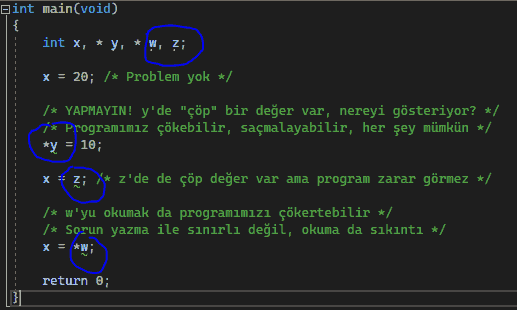 int main(void)
{
int x, * y, * w, z;
x = 20; /* Problem yok */
/* YAPMAYIN! y'de "çöp" bir değer var, nereyi gösteriyor? */
/* Programımız çökebilir, saçmalayabilir, her şey mümkün */
*y = 10;
x = z; /* z'de de çöp değer var ama program zarar görmez */
/* w'yu okumak da programımızı çökertebilir */
/* Sorun yazma ile sınırlı değil, okuma da sıkıntı */
x = *w;
return 0;
}